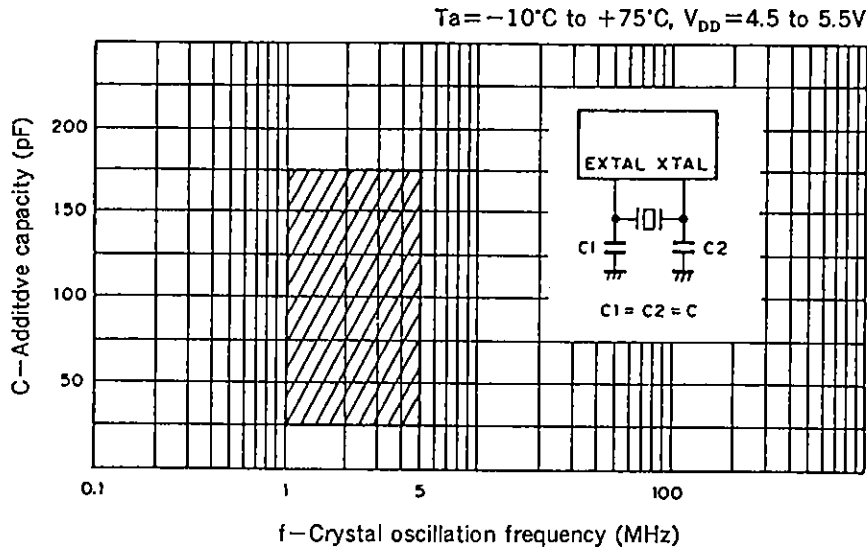 Ta=−10°C to +75°C, VDD=4.5 to 5.5V
C−Additdve capacity (pF)
200
150
100
50
EXTAL XTAL
C1
C2
C1 = C2 = C
0.1
1
5
100
f−Crystal oscillation frequency (MHz)